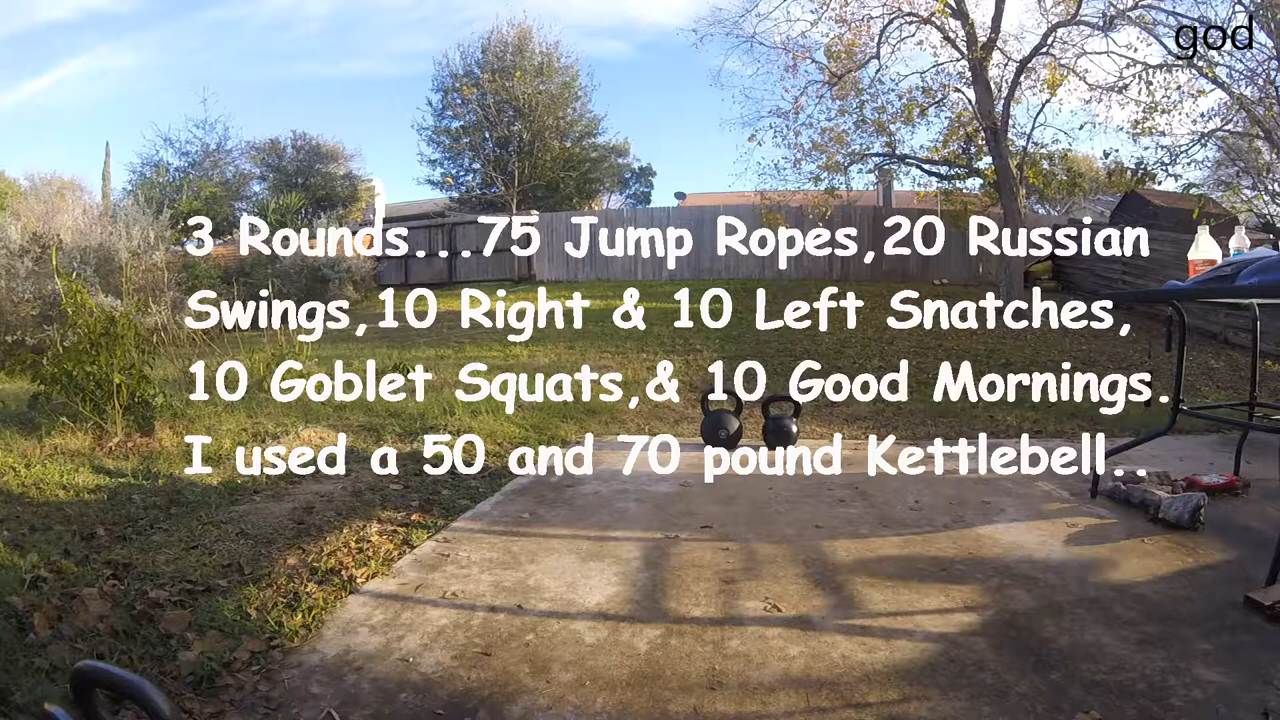 god
3 Rounds...75 Jump Ropes,20 Russian
Swings,10 Right & 10 Left Snatches,
10 Goblet Squats,& 10 Good Mornings.
I used a 50 and 70 pound Kettlebell..